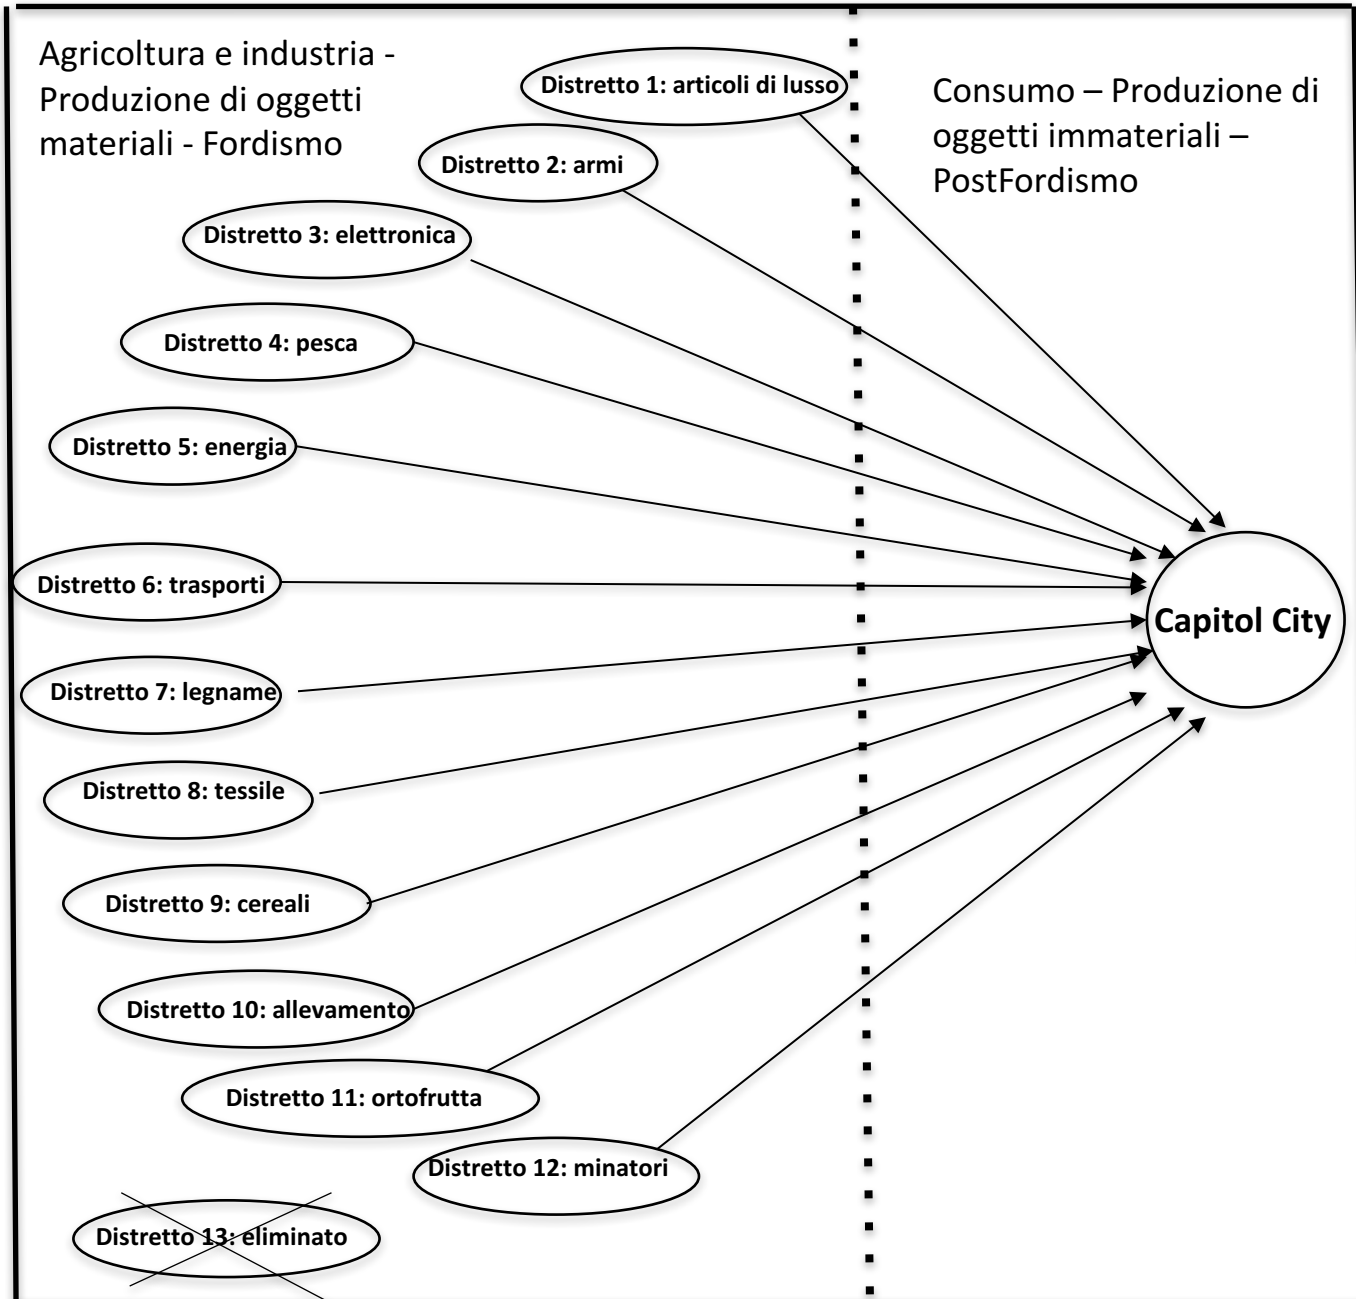 Agricoltura e industria -
Produzione di oggetti
materiali - Fordismo
Consumo – Produzione di
oggetti immateriali –
PostFordismo
Distretto 1: articoli di lusso
Distretto 2: armi
Distretto 3: elettronica
Distretto 4: pesca
Distretto 5: energia
Distretto 6: trasporti
Distretto 7: legname
Distretto 8: tessile
Distretto 9: cereali
Distretto 10: allevamento
Distretto 11: ortofrutta
Distretto 12: minatori
Distretto 13: eliminato
Capitol City